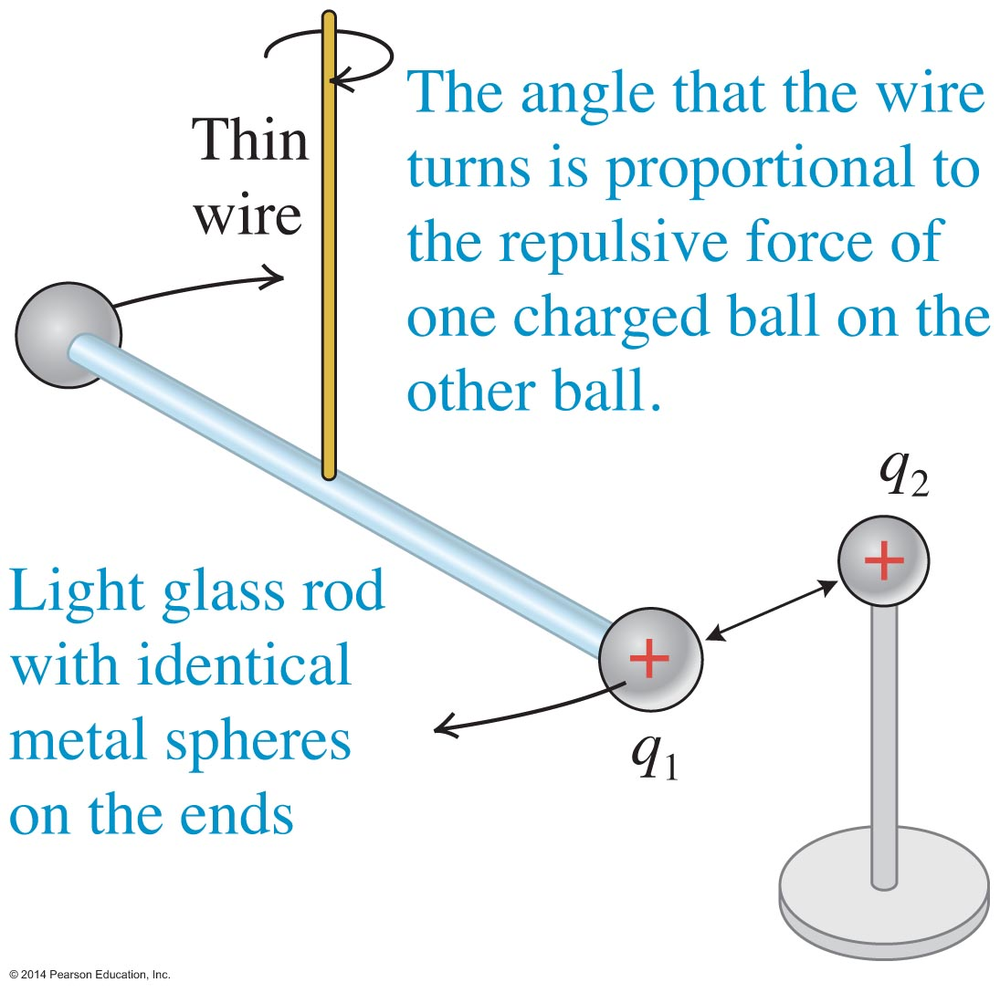 Thin
wire
The angle that the wire
turns is proportional to
the repulsive force of
one charged ball on the
other ball.
q₂
+
Light glass rod
with identical
metal spheres
on the ends
+
q₁
© 2014 Pearson Education, Inc.